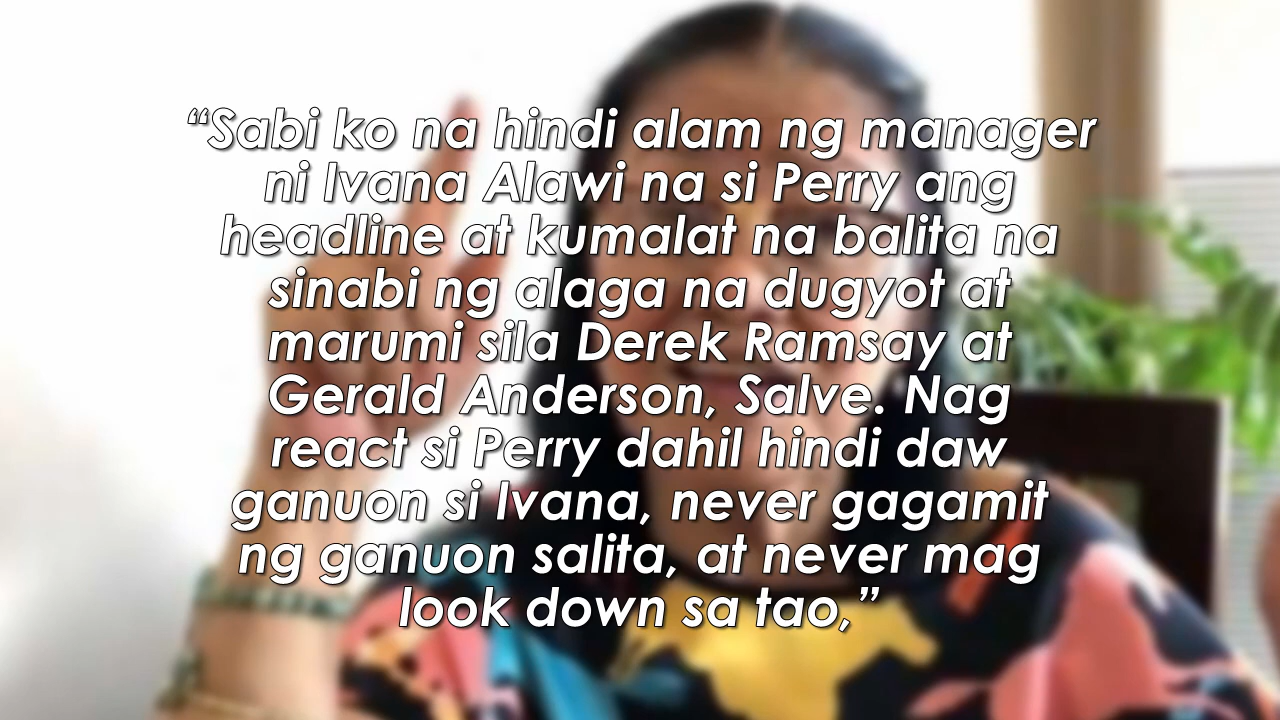 “Sabi ko na hindi alam ng manager
ni Ivana Alawi na si Perry ang
headline at kumalat na balita na
sinabi ng alaga na dugyot at
marumi sila Derek Ramsay at
Gerald Anderson, Salve. Nag
react si Perry dahil hindi daw
ganuon si Ivana, never gagamit
ng ganuon salita, at never mag
look down sa tao,”